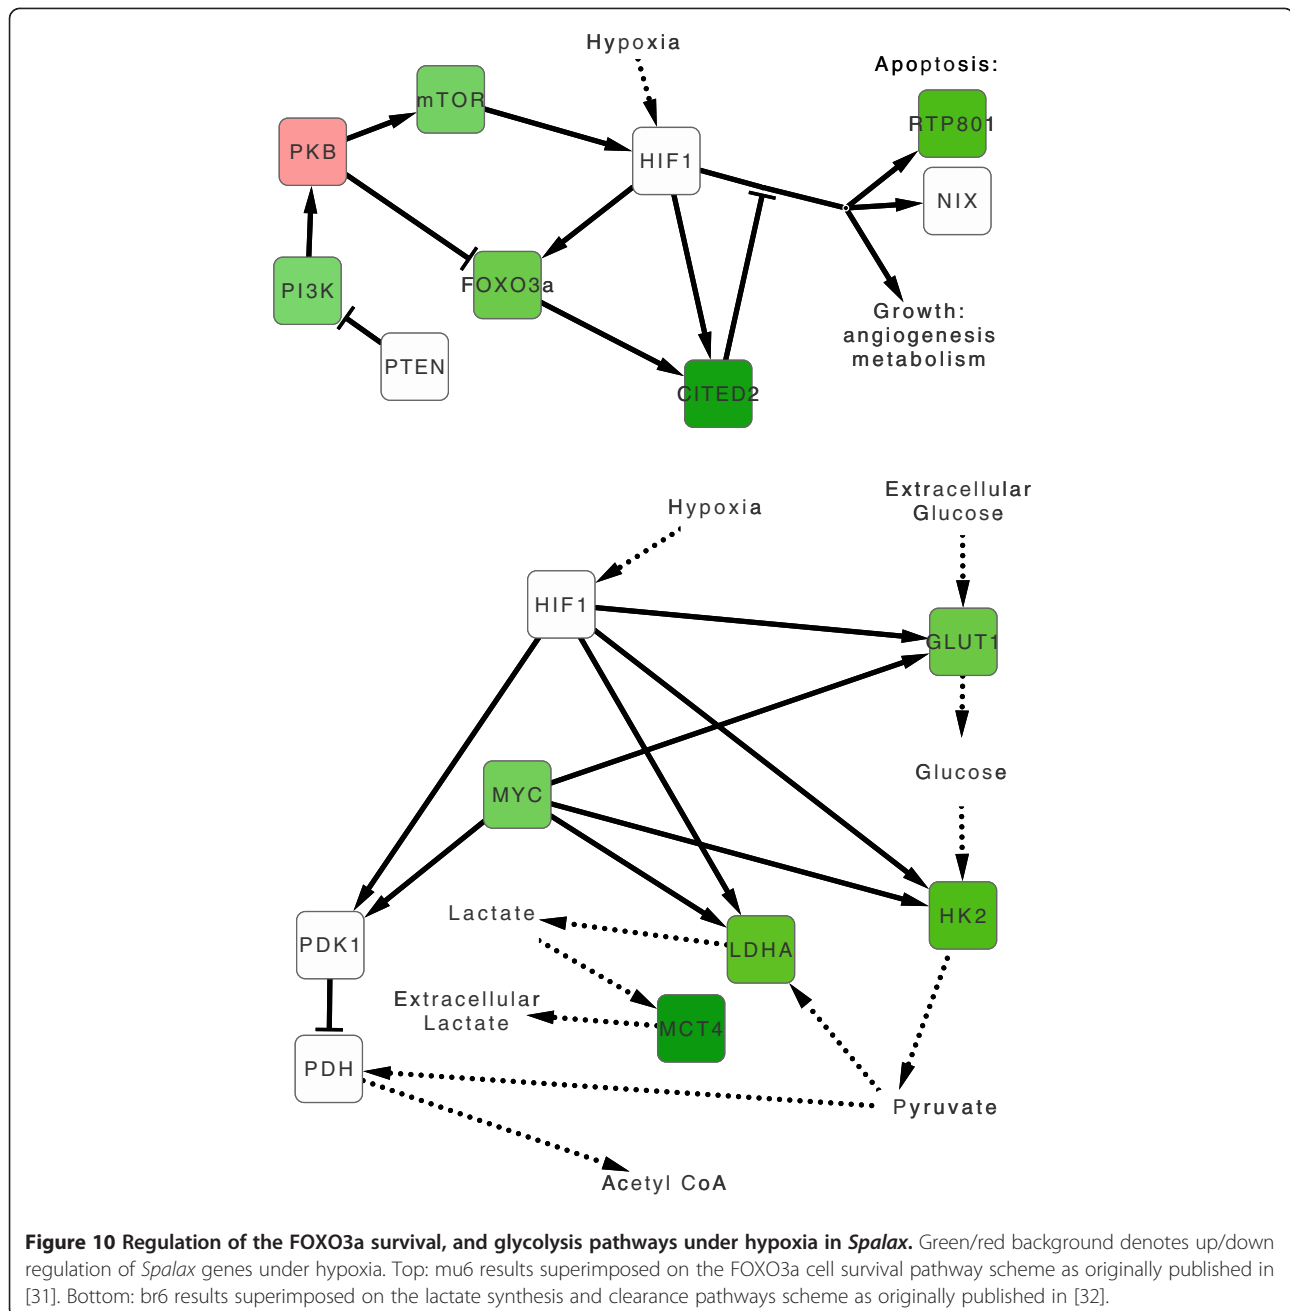 Hypoxia
Apoptosis:
mTOR
RTP801
PKB
HIF1
NIX
PI3K
FOXO3a
Growth:
angiogenesis
metabolism
PTEN
CITED2
Extracellular
Glucose
Hypoxia
HIF1
GLUT1
Glucose
MYC
Lactate
HK2
PDK1
LDHA
Extracellular
Lactate
MCT4
PDH
Pyruvate
Acetyl CoA
Figure 10 Regulation of the FOXO3a survival, and glycolysis pathways under hypoxia in Spalax. Green/red background denotes up/down
regulation of Spalax genes under hypoxia. Top: mu6 results superimposed on the FOXO3a cell survival pathway scheme as originally published in
[31]. Bottom: br6 results superimposed on the lactate synthesis and clearance pathways scheme as originally published in [32].